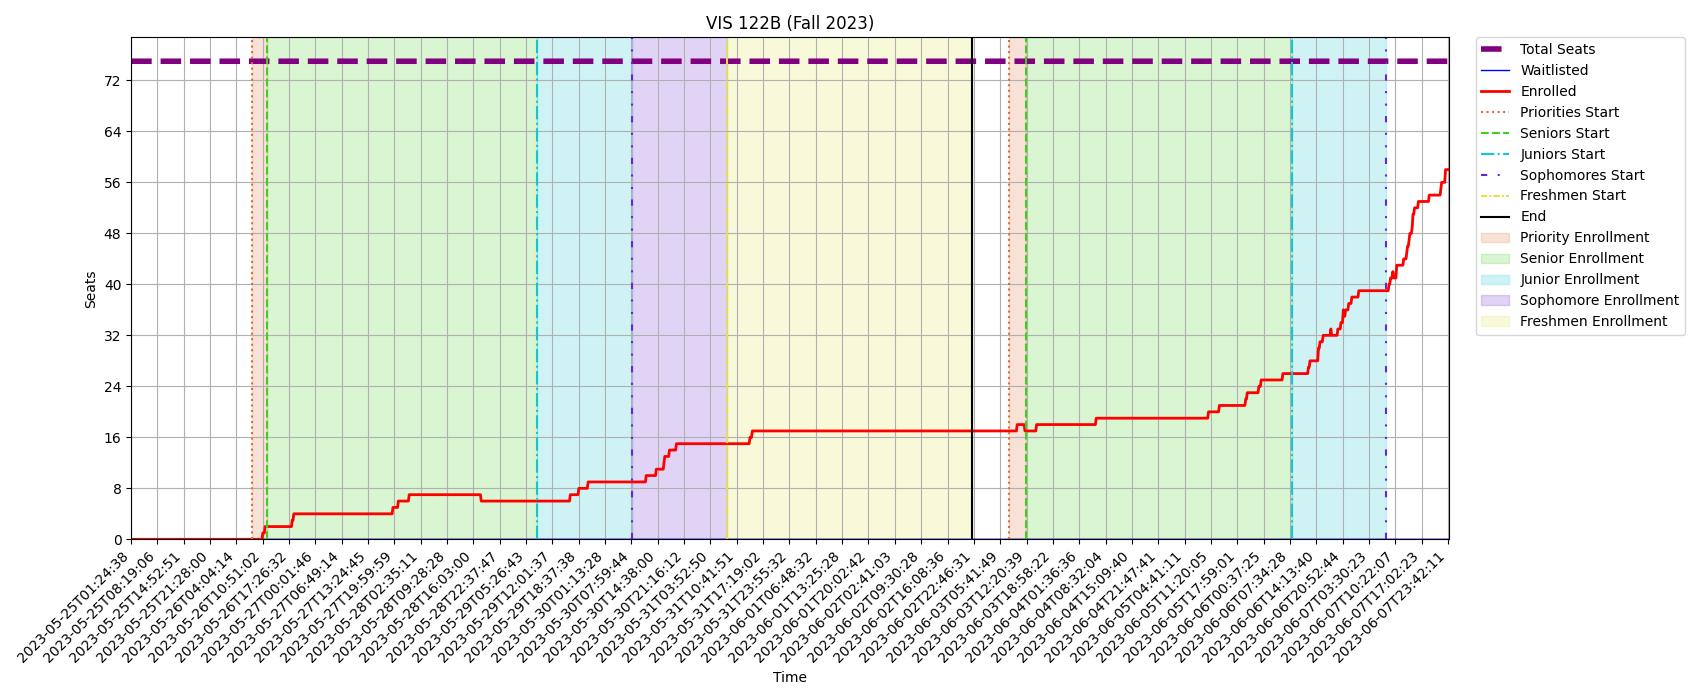 VIS 122B (Fall 2023)
Seats
72
64
56
48
40
32
24
16
8
0
2023-05-25T01:24:38
2023-05-25T08:19:06
2023-05-25T14:52:51
2023-05-25T21:28:00
2023-05-26T04:04:14
2023-05-26T10:51:02
2023-05-26T17:26:32
2023-05-27T00:01:46
2023-05-27T06:49:14
2023-05-27T13:24:45
2023-05-27T19:59:59
2023-05-28T02:35:11
2023-05-28T09:28:28
2023-05-28T16:03:00
2023-05-28T22:37:47
2023-05-29T05:26:43
2023-05-29T12:01:37
2023-05-29T18:37:38
2023-05-30T01:13:28
2023-05-30T07:59:44
2023-05-30T14:38:00
2023-05-30T21:16:12
2023-05-31T03:52:50
2023-05-31T10:41:51
2023-05-31T17:19:02
2023-05-31T23:55:32
2023-06-01T06:48:32
2023-06-01T13:25:28
2023-06-01T20:02:42
2023-06-02T02:41:03
2023-06-02T09:30:28
2023-06-02T16:08:36
2023-06-02T22:46:31
2023-06-03T05:41:49
2023-06-03T12:20:39
2023-06-03T18:58:22
2023-06-04T01:36:36
2023-06-04T08:32:04
2023-06-04T15:09:40
2023-06-04T21:47:41
2023-06-05T04:41:11
2023-06-05T11:20:05
2023-06-05T17:59:01
2023-06-06T00:37:25
2023-06-06T07:34:28
2023-06-06T14:13:40
2023-06-06T20:52:44
2023-06-07T03:30:23
2023-06-07T10:22:07
2023-06-07T17:02:23
2023-06-07T23:42:11
Time
Total Seats
Waitlisted
Enrolled
Priorities Start
Seniors Start
Juniors Start
Sophomores Start
Freshmen Start
End
Priority Enrollment
Senior Enrollment
Junior Enrollment
Sophomore Enrollment
Freshmen Enrollment